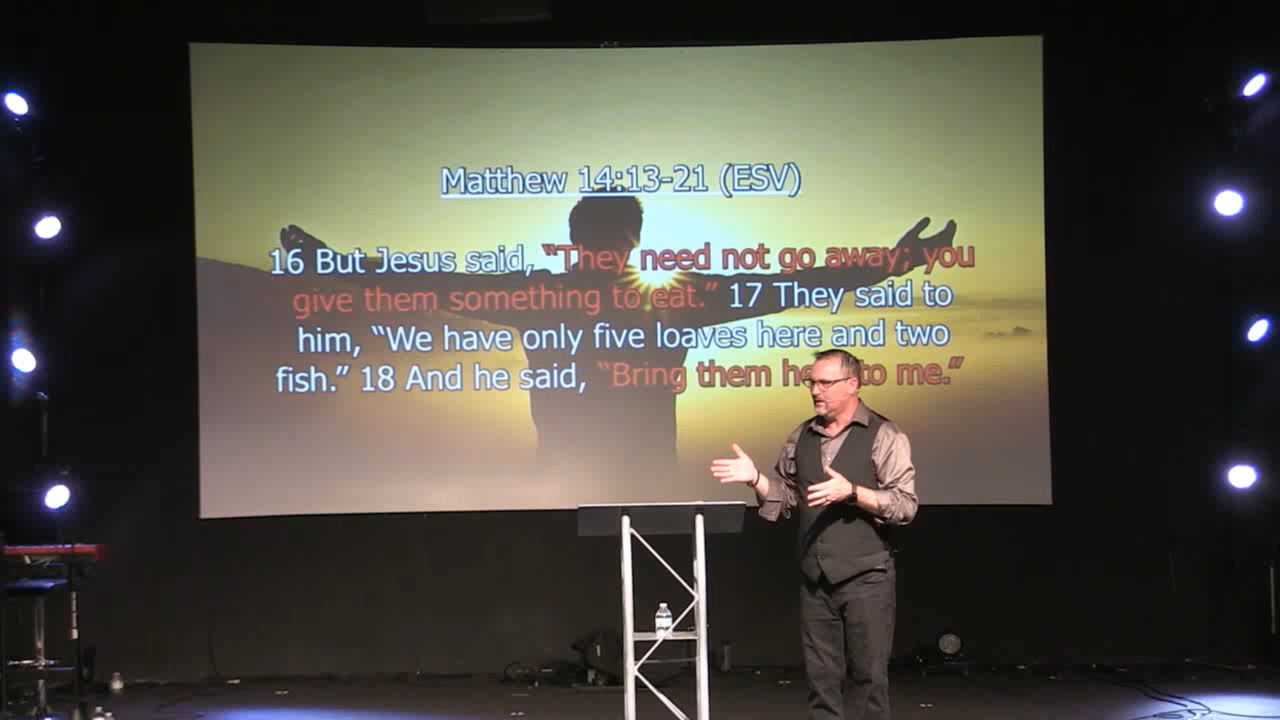 Matthew 14:13-21 (ESV)
16 But Jesus said, “They need not go away; you
give them something to eat.” 17 They said to
him, “We have only five loaves here and two
fish.” 18 And he said, “Bring them here to me.”